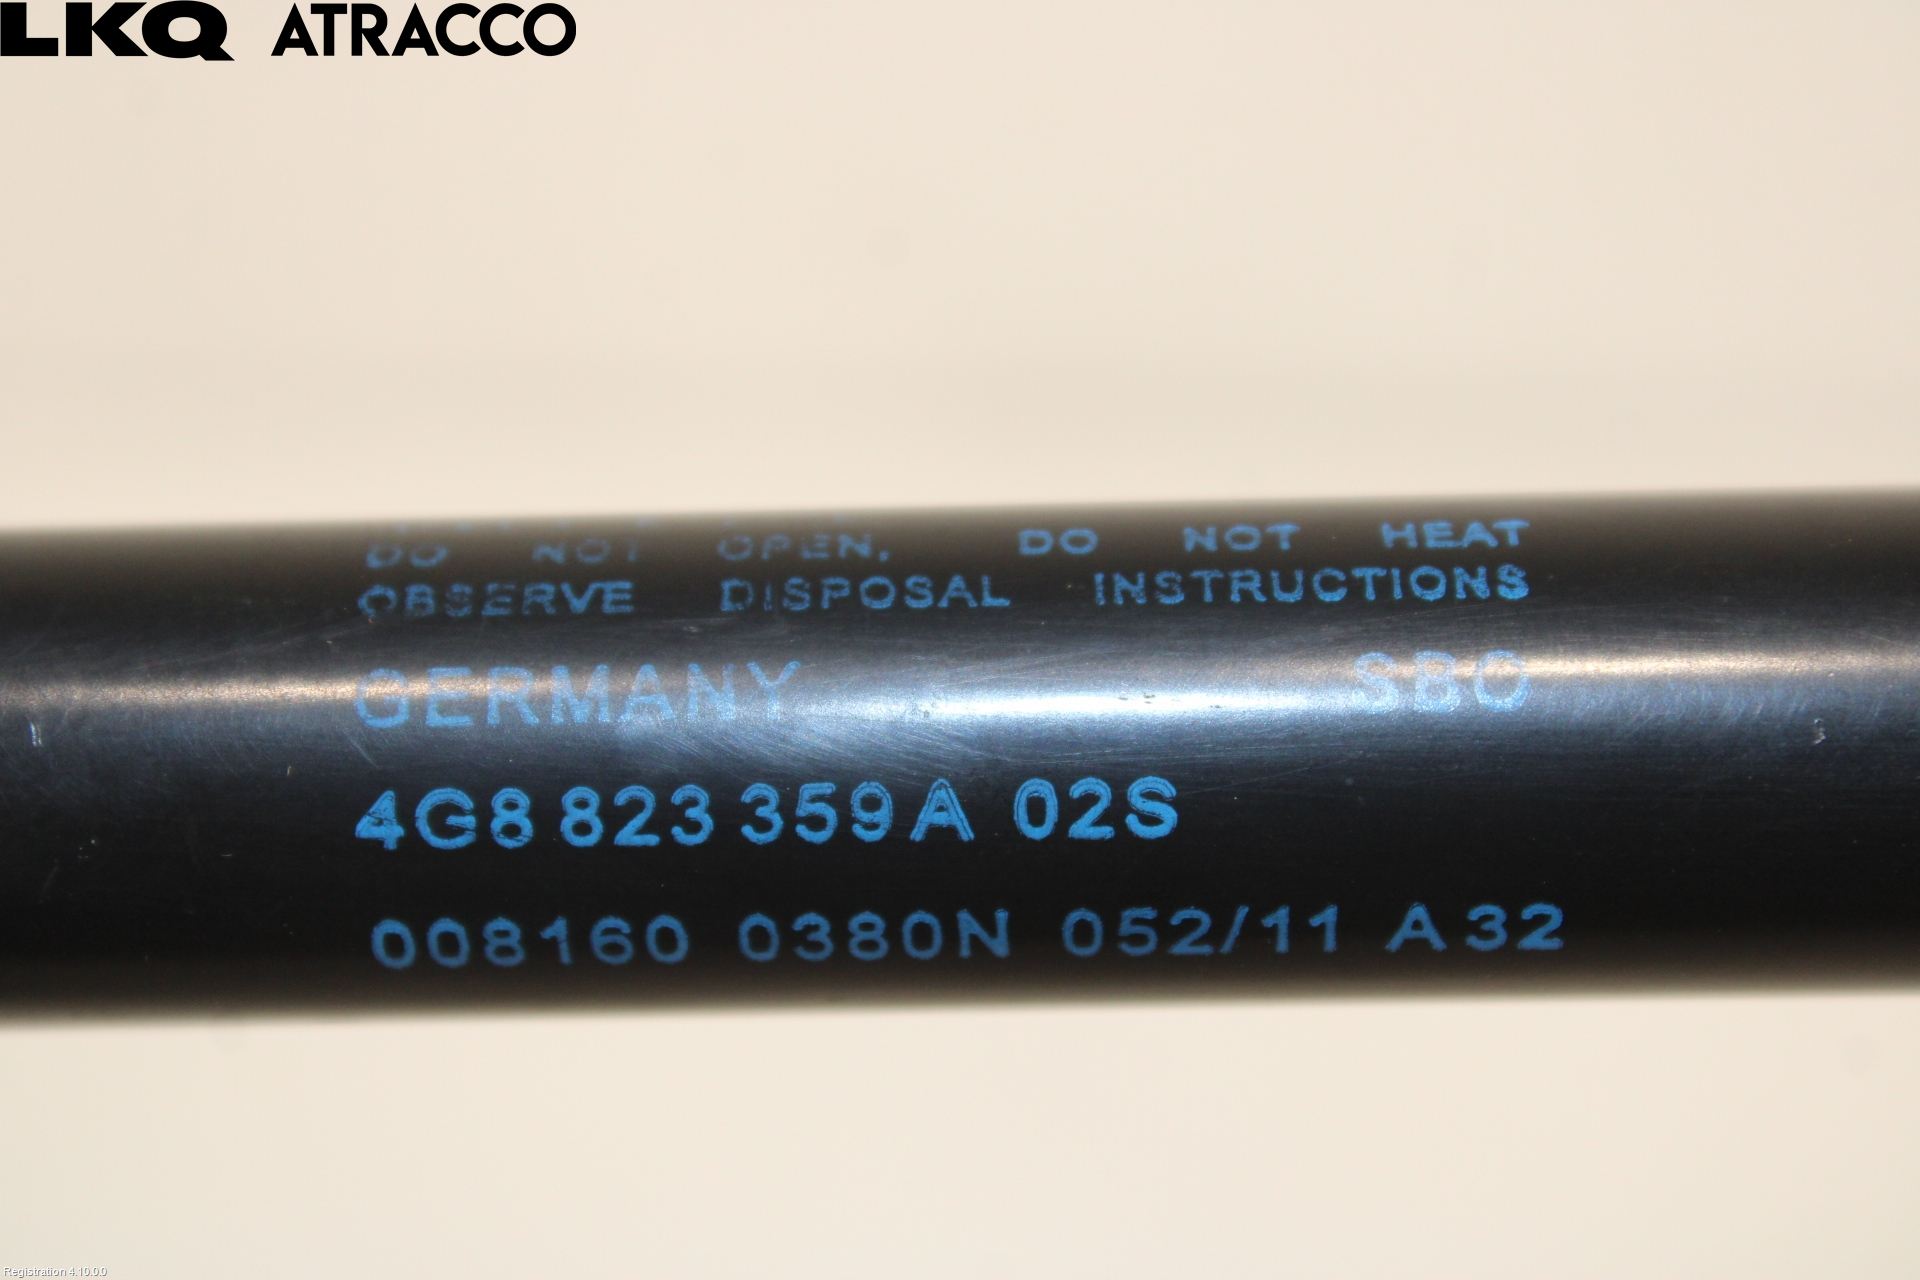 LKQ ATRACCO
DO NOT OPEN, DO NOT HEAT
OBSERVE DISPOSAL INSTRUCTIONS
GERMANY SBO
4G8 823 359 A 02S
008160 0380N 052/11 A 32
Registration 4.10.0.0